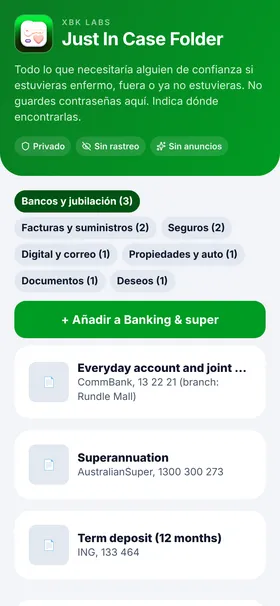 XBK LABS
Just In Case Folder
Todo lo que necesitaría alguien de confianza si
estuvieras enfermo, fuera o ya no estuvieras. No
guardes contraseñas aquí. Indica dónde
encontrarlas.
Privado
Sin rastreo
Sin anuncios
Bancos y jubilación (3)
Facturas y suministros (2)
Seguros (2)
Digital y correo (1)
Propiedades y auto (1)
Documentos (1)
Deseos (1)
+ Añadir a Banking & super
Everyday account and joint ...
CommBank, 13 22 21 (branch:
Rundle Mall)
Superannuation
AustralianSuper, 1300 300 273
Term deposit (12 months)
ING, 133 464